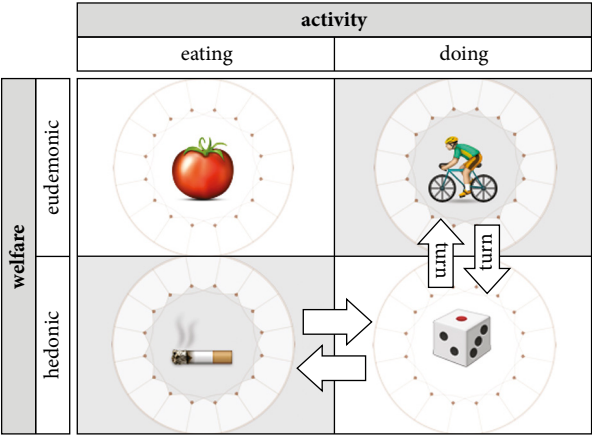 activity
eating
doing
welfare
eudemonic
hedonic
turn
turn